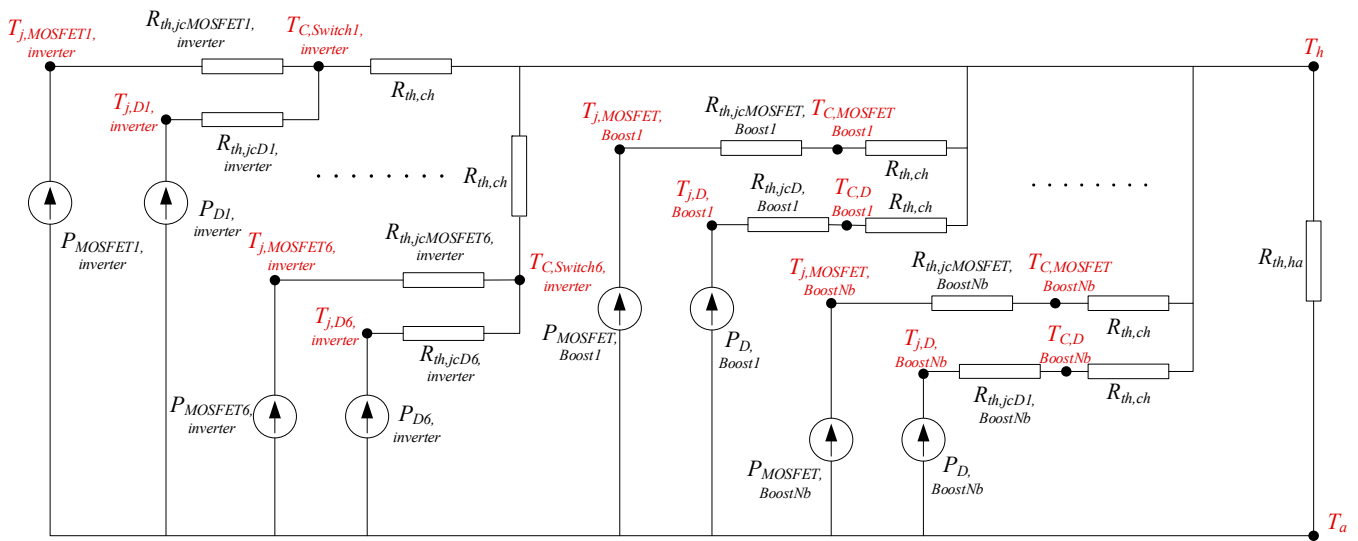 R_th,jcMOSFET1,
inverter
T_j,MOSFET1,
inverter
T_C,Switch1,
inverter
R_th,ch
T_h
T_j,D1,
inverter
R_th,jcD1,
inverter
. . . . . . . .
R_th,ch
T_j,MOSFET,
Boost1
R_th,jcMOSFET,
Boost1
T_C,MOSFET
Boost1
R_th,ch
T_j,D,
Boost1
R_th,jcD,
Boost1
T_C,D
Boost1
R_th,ch
. . . . . . . .
P_MOSFET1,
inverter
P_D1,
inverter
T_j,MOSFET6,
inverter
R_th,jcMOSFET6,
inverter
T_C,Switch6,
inverter
T_j,D6,
inverter
R_th,jcD6,
inverter
P_MOSFET,
Boost1
P_D,
Boost1
T_j,MOSFET,
BoostNb
R_th,jcMOSFET,
BoostNb
T_C,MOSFET
BoostNb
R_th,ch
R_th,ha
T_j,D,
BoostNb
R_th,jcD1,
BoostNb
T_C,D
BoostNb
R_th,ch
P_MOSFET6,
inverter
P_D6,
inverter
P_MOSFET,
BoostNb
P_D,
BoostNb
T_a